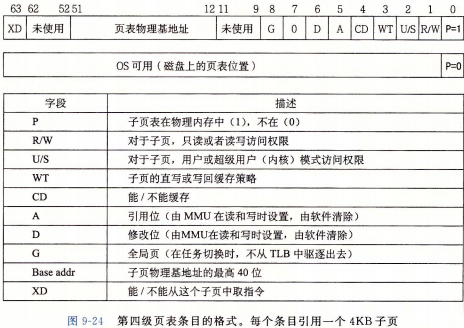 63 62 52 51 12 11 9 8 7 6 5 4 3 2 1 0
XD 未使用 页表物理基地址 未使用 G 0 D A CD WT U/S R/W P=1
OS 可用（磁盘上的页表位置） P=0
字段 描述
P 子页表在物理内存中（1），不在（0）
R/W 对于子页，只读或者读写访问权限
U/S 对于子页，用户或超级用户（内核）模式访问权限
WT 子页的直写或写回缓存策略
CD 能 / 不能缓存
A 引用位（由 MMU 在读和写时设置，由软件清除）
D 修改位（由MMU在读和写时设置，由软件清除）
G 全局页（在任务切换时，不从 TLB 中驱逐出去）
Base addr 子页物理基地址的最高 40 位
XD 能 / 不能从这个子页中取指令
图 9-24 第四级页表条目的格式。每个条目引用一个 4KB 子页